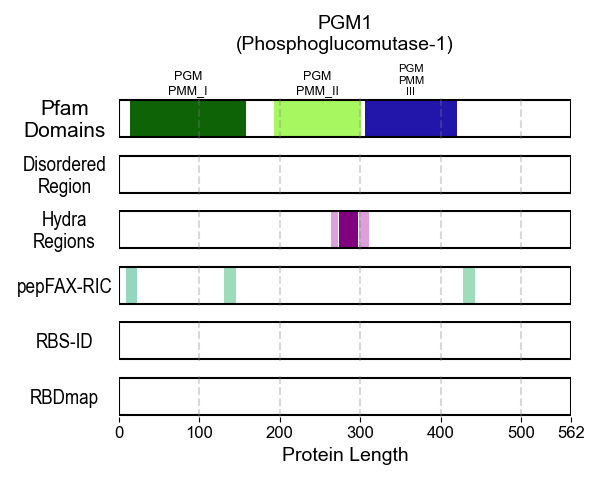 PGM1
(Phosphoglucomutase-1)
PGM
PMM_I
PGM
PMM_II
PGM
PMM
III
Pfam
Domains
Disordered
Region
Hydra
Regions
pepFAX-RIC
RBS-ID
RBDmap
0 100 200 300 400 500 562
Protein Length